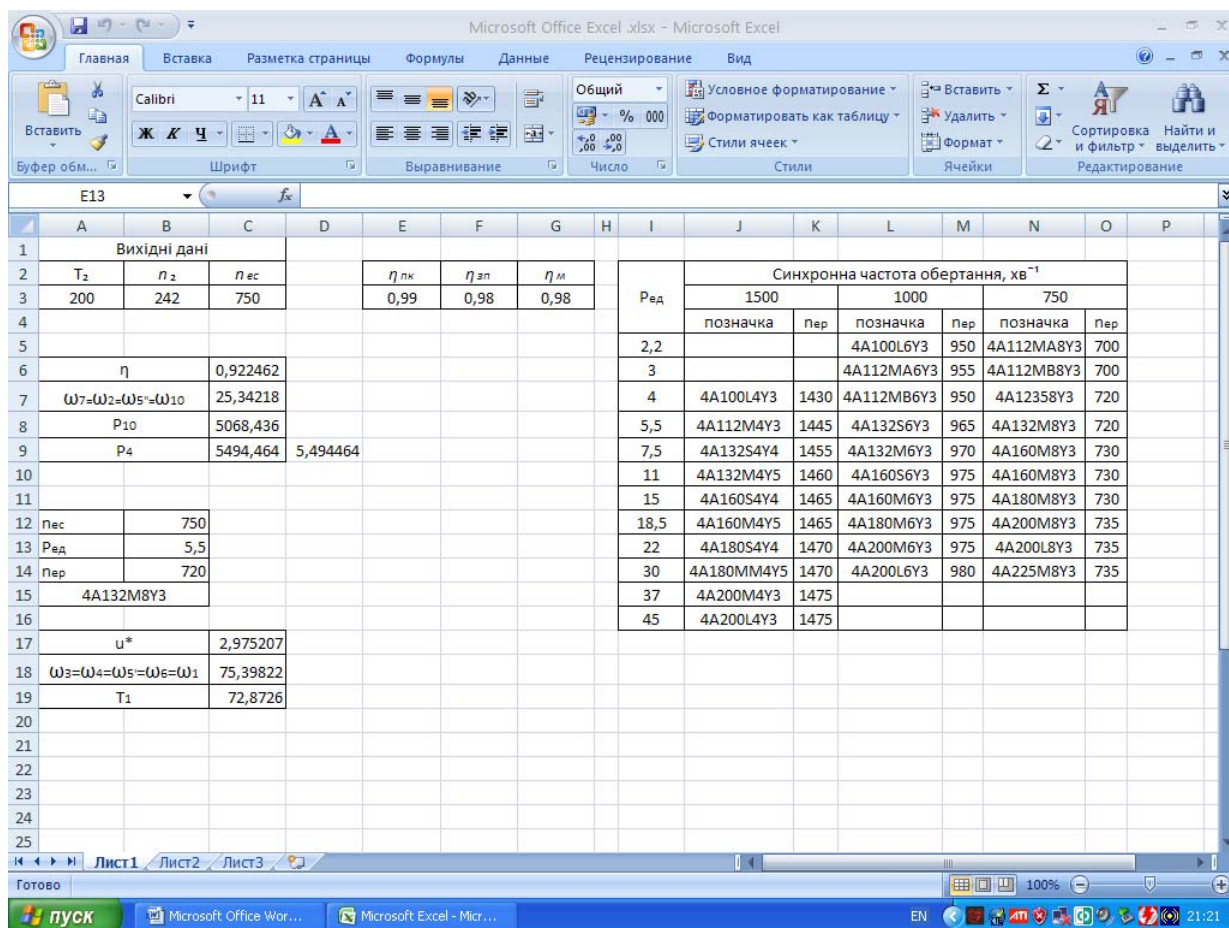 Microsoft Office Excel .xlsx - Microsoft Excel
Главная Вставка Разметка страницы Формулы Данные Рецензирование Вид
Вставить
Calibri 11
Ж К Ч
Общий
% 000
Условное форматирование
Форматировать как таблицу
Стили ячеек
Вставить
Удалить
Формат
Σ
Сортировка и фильтр
Найти и выделить
Буфер обм... Шрифт Выравнивание Число Стили Ячейки Редактирование
E13 fx
A B C D E F G H I J K L M N O P
1 Вихідні дані
2 T₂ n ₂ n ес η пк η зп η м Pед Синхронна частота обертання, хв⁻¹
3 200 242 750 0,99 0,98 0,98 1500 1000 750
4 позначка nер позначка nер позначка nер
5 2,2 4A100L6У3 950 4A112MA8У3 700
6 η 0,922462 3 4A112MA6У3 955 4A112MB8У3 700
7 ω7=ω2=ω5''=ω10 25,34218 4 4A100L4У3 1430 4A112MB6У3 950 4A12358У3 720
8 P10 5068,436 5,5 4A112M4У3 1445 4A132S6У3 965 4A132M8У3 720
9 P4 5494,464 5,494464 7,5 4A132S4У4 1455 4A132M6У3 970 4A160M8У3 730
10 11 4A132M4У5 1460 4A160S6У3 975 4A160M8У3 730
11 15 4A160S4У4 1465 4A160M6У3 975 4A180M8У3 730
12 nес 750 18,5 4A160M4У5 1465 4A180M6У3 975 4A200M8У3 735
13 Pед 5,5 22 4A180S4У4 1470 4A200M6У3 975 4A200L8У3 735
14 nер 720 30 4A180MM4У5 1470 4A200L6У3 980 4A225M8У3 735
15 4A132M8У3 37 4A200M4У3 1475
16 45 4A200L4У3 1475
17 u* 2,975207
18 ω3=ω4=ω5'=ω6=ω1 75,39822
19 T1 72,8726
20
21
22
23
24
25
Лист1 Лист2 Лист3
Готово 100%
пуск Microsoft Office Wor... Microsoft Excel - Micr... EN 21:21